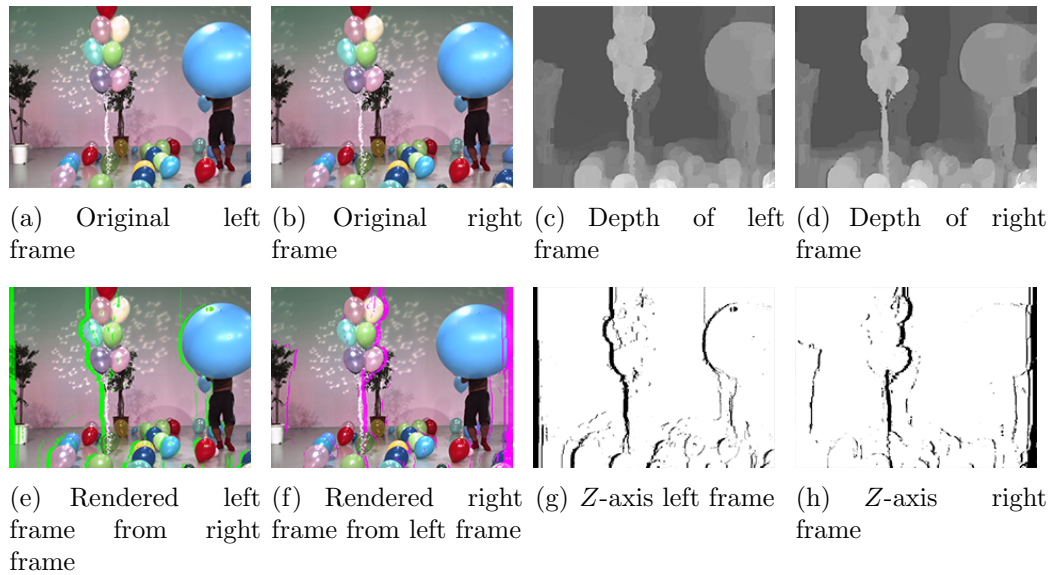 (a) Original left
frame
(b) Original right
frame
(c) Depth of left
frame
(d) Depth of right
frame
(e) Rendered left
frame from right
frame
(f) Rendered right
frame from left frame
(g) Z-axis left frame
(h) Z-axis right
frame